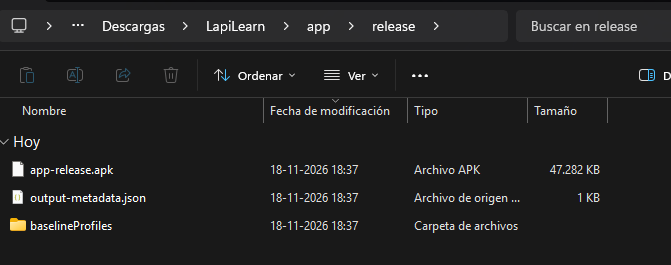 ··· > Descargas > LapiLearn > app > release >
Buscar en release
Ordenar
Ver
···
D
Nombre Fecha de modificación Tipo Tamaño
Hoy
app-release.apk 18-11-2026 18:37 Archivo APK 47.282 KB
output-metadata.json 18-11-2026 18:37 Archivo de origen ... 1 KB
baselineProfiles 18-11-2026 18:37 Carpeta de archivos